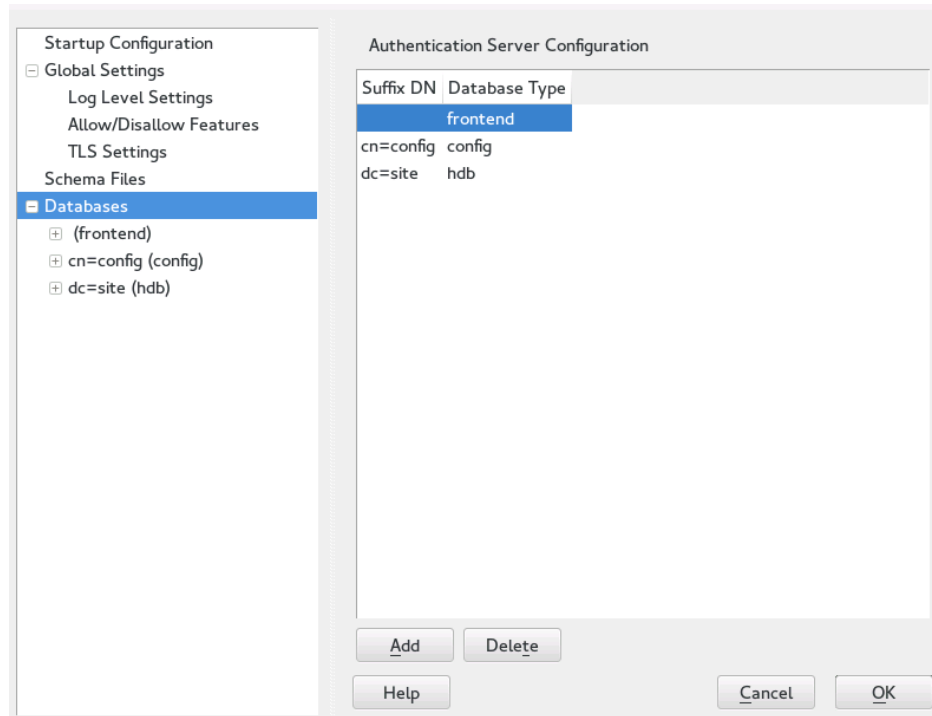 Startup Configuration
Global Settings
Log Level Settings
Allow/Disallow Features
TLS Settings
Schema Files
Databases
(frontend)
cn=config (config)
dc=site (hdb)
Authentication Server Configuration
Suffix DN Database Type
frontend
cn=config config
dc=site hdb
Add Delete
Help Cancel OK